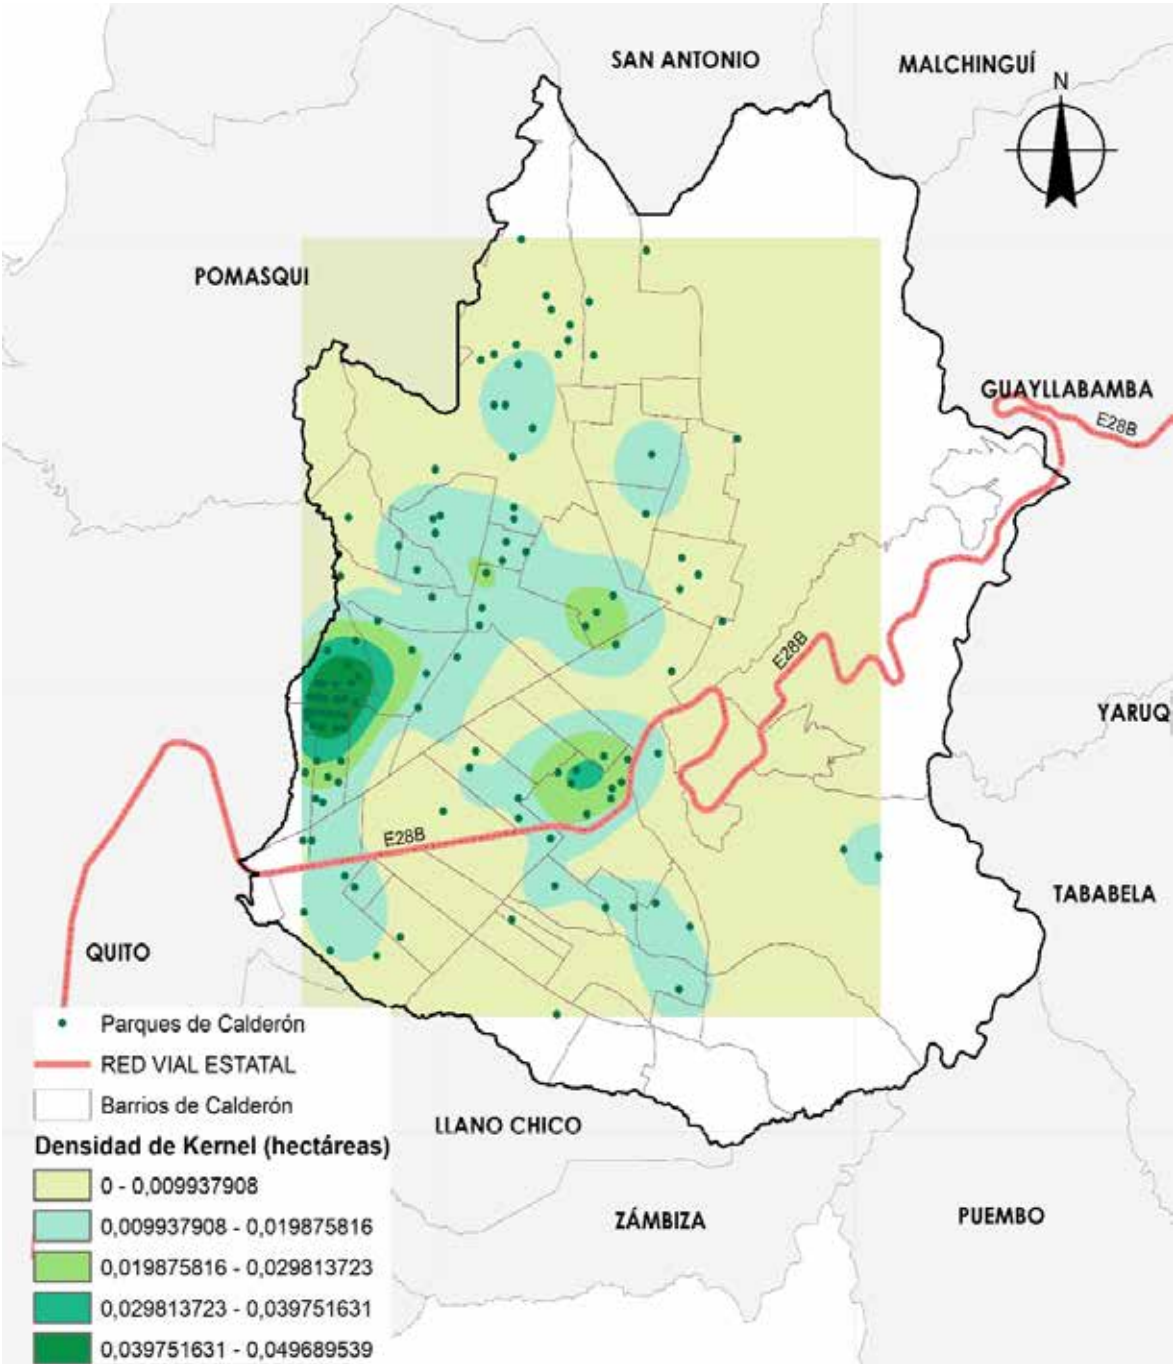 SAN ANTONIO
MALCHINGUÍ
N
POMASQUI
GUAYLLABAMBA
E28B
E28B
YARUQ
E28B
TABABELA
QUITO
Parques de Calderón
RED VIAL ESTATAL
Barrios de Calderón
LLANO CHICO
Densidad de Kernel (hectáreas)
0 - 0,009937908
0,009937908 - 0,019875816
0,019875816 - 0,029813723
0,029813723 - 0,039751631
0,039751631 - 0,049689539
ZÁMBIZA
PUEMBO